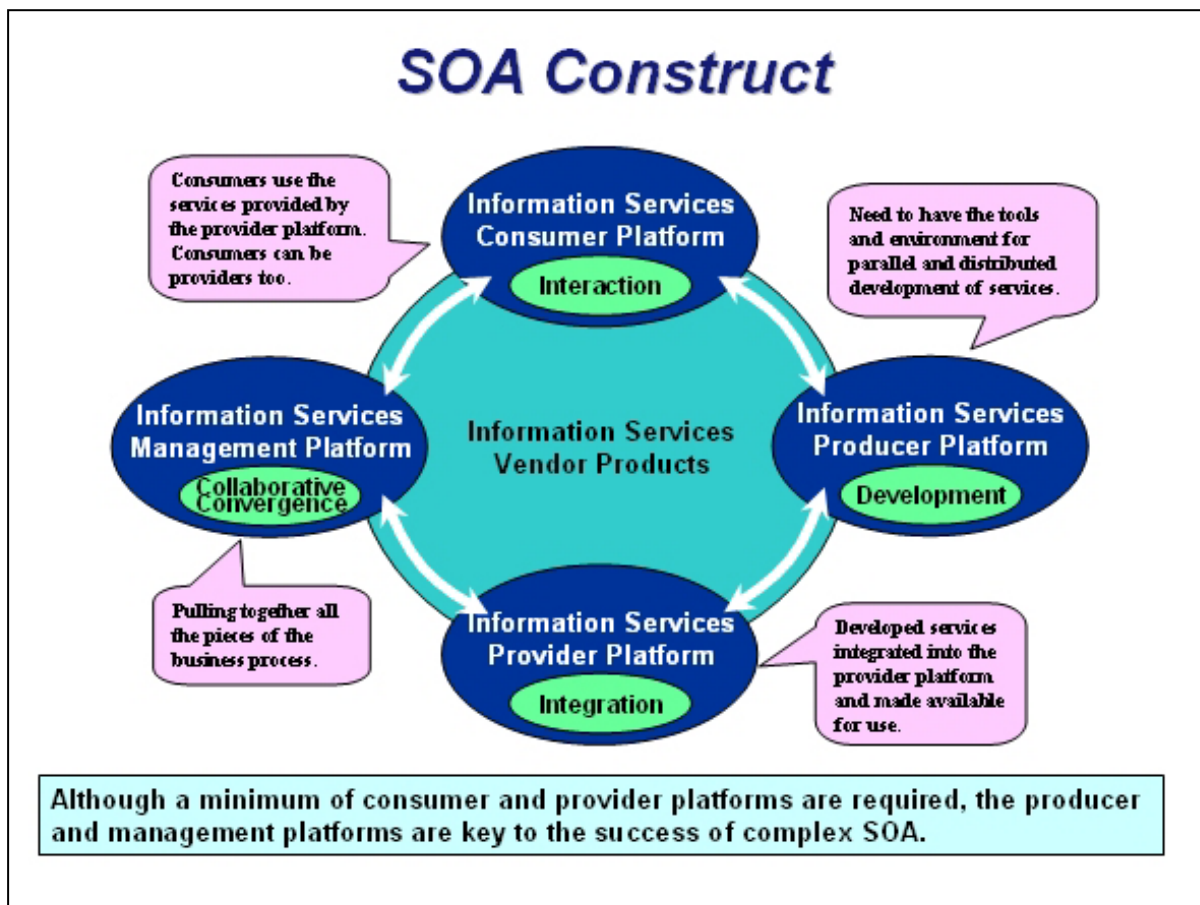 SOA Construct
Consumers use the
services provided by
the provider platform.
Consumers can be
providers too.
Information Services
Consumer Platform
Interaction
Need to have the tools
and environment for
parallel and distributed
development of services.
Information Services
Management Platform
Collaborative
Convergence
Information Services
Vendor Products
Information Services
Producer Platform
Development
Pulling together all
the pieces of the
business process.
Information Services
Provider Platform
Integration
Developed services
integrated into the
provider platform
and made available
for use.
Although a minimum of consumer and provider platforms are required, the producer
and management platforms are key to the success of complex SOA.